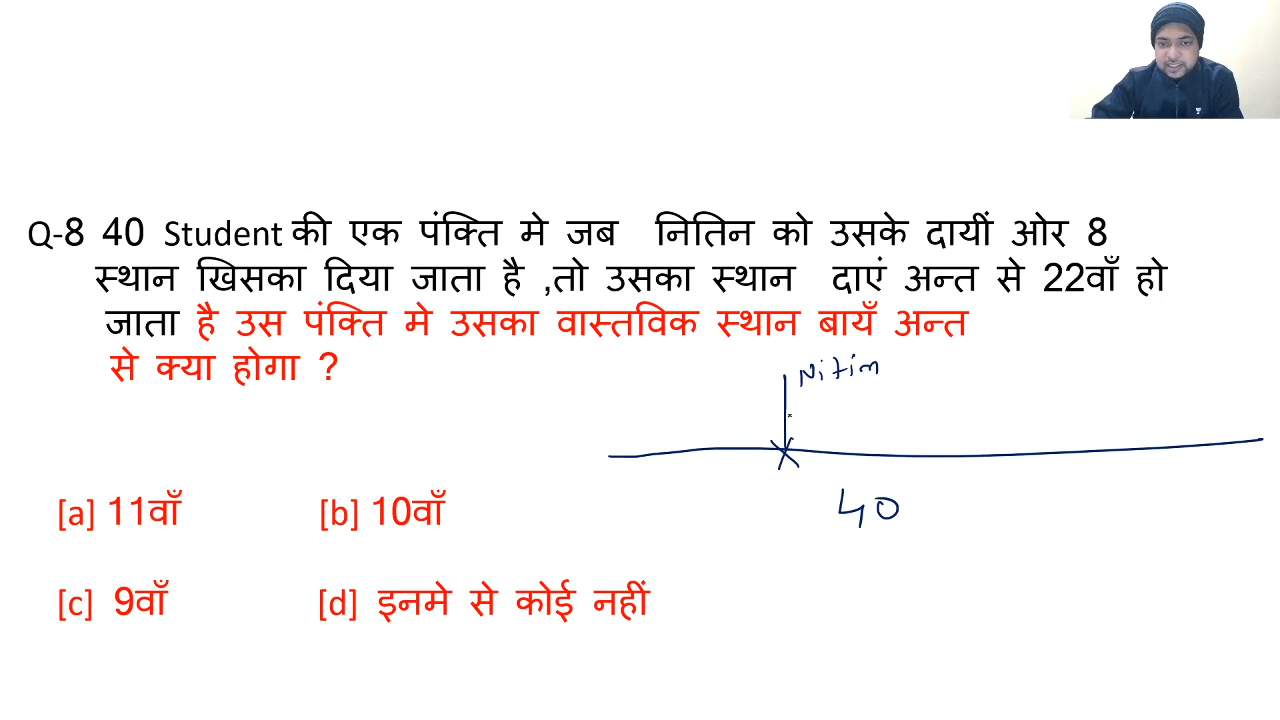 Q-8 40 Student की एक पंक्ति मे जब नितिन को उसके दायीं ओर 8
स्थान खिसका दिया जाता है ,तो उसका स्थान दाएं अन्त से 22वाँ हो
जाता है उस पंक्ति मे उसका वास्तविक स्थान बायँ अन्त
से क्या होगा ?
Nitin
40
[a] 11वाँ [b] 10वाँ
[c] 9वाँ [d] इनमे से कोई नहीं